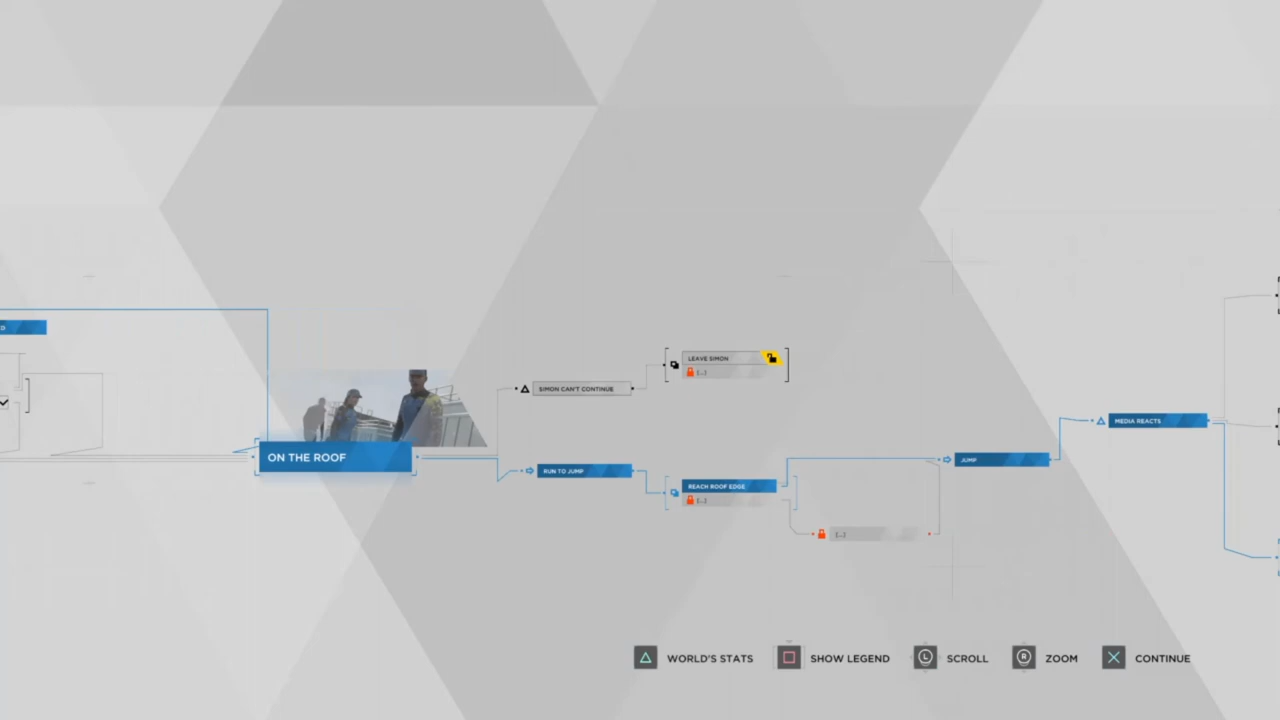 D
LEAVE SIMON
[...]
SIMON CAN'T CONTINUE
ON THE ROOF
RUN TO JUMP
REACH ROOF EDGE
[...]
JUMP
MEDIA REACTS
[...]
WORLD'S STATS
SHOW LEGEND
L
SCROLL
R
ZOOM
CONTINUE